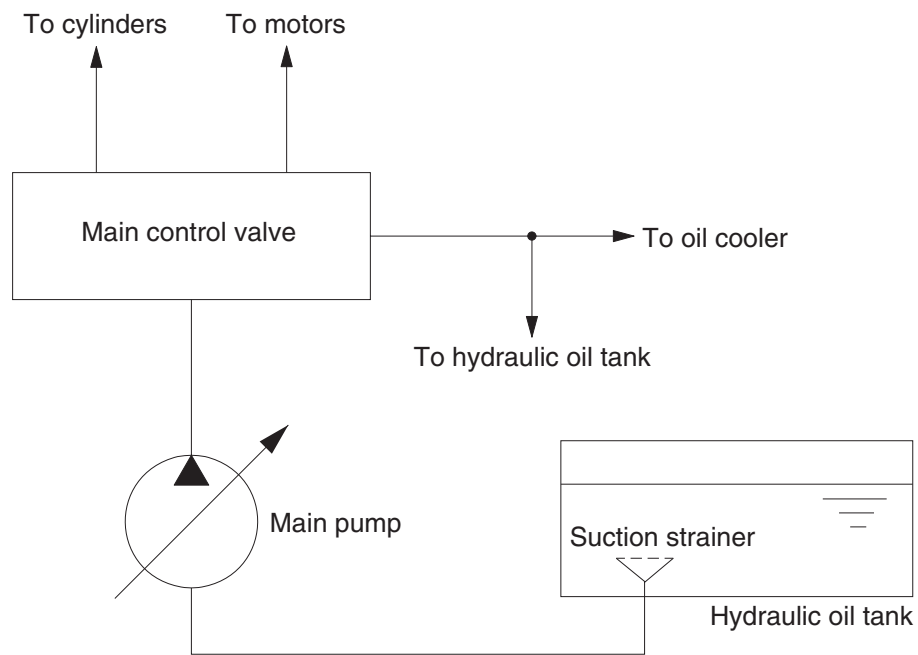 To cylinders
To motors
Main control valve
To oil cooler
To hydraulic oil tank
Main pump
Suction strainer
Hydraulic oil tank